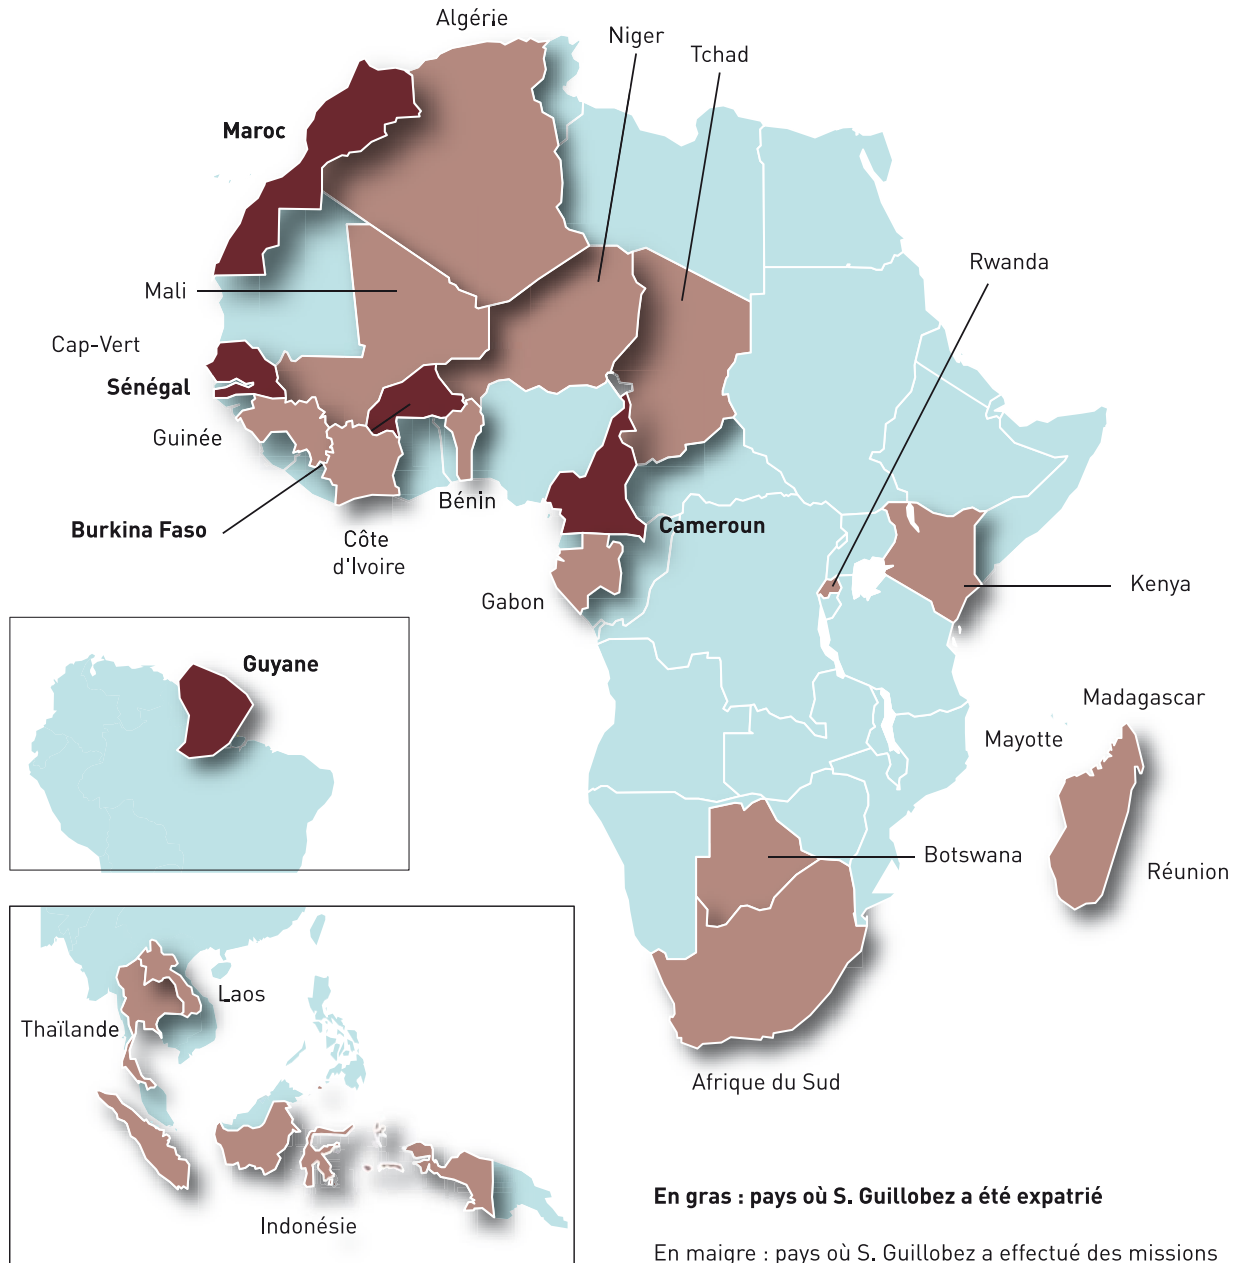 Algérie
Niger
Tchad
Maroc
Rwanda
Mali
Cap-Vert
Sénégal
Guinée
Bénin
Burkina Faso
Côte
d'Ivoire
Cameroun
Gabon
Kenya
Guyane
Madagascar
Mayotte
Botswana
Réunion
Laos
Thaïlande
Afrique du Sud
Indonésie
En gras : pays où S. Guillobez a été expatrié
En maigre : pays où S. Guillobez a effectué des missions